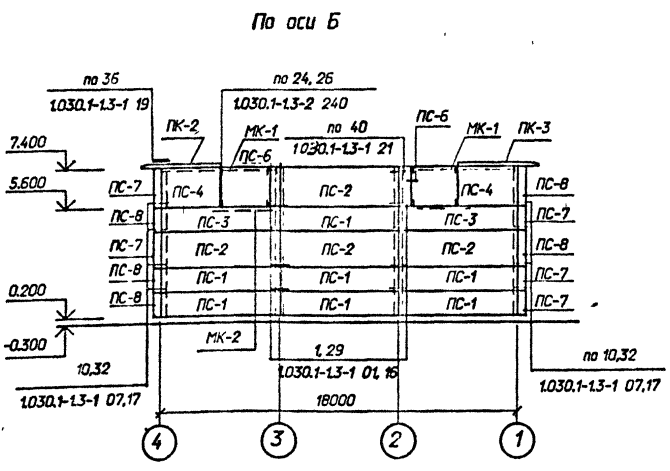 По оси Б
по 36
1.030.1-1.3-1 19
по 24, 26
1.030.1-1.3-2 240
по 40
1.030.1-1.3-1 21
ПК-2
МК-1
ПС-6
ПС-6
МК-1
ПК-3
7.400
5.600
0.200
-0.300
ПС-7 ПС-4 ПС-2 ПС-4 ПС-8
ПС-8 ПС-3 ПС-1 ПС-3 ПС-7
ПС-7 ПС-2 ПС-2 ПС-2 ПС-8
ПС-8 ПС-1 ПС-1 ПС-1 ПС-7
ПС-8 ПС-1 ПС-1 ПС-1 ПС-7
МК-2
10,32
1.030.1-1.3-1 07,17
1, 29
1.030.1-1.3-1 01, 16
по 10,32
1.030.1-1.3-1 07,17
18000
4 3 2 1